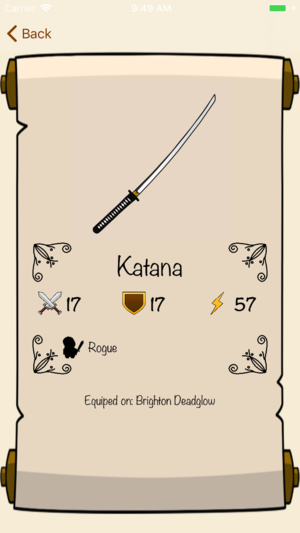 Carrier 9:49 AM
Back
Katana
17 17 57
Rogue
Equiped on: Brighton Deadglow